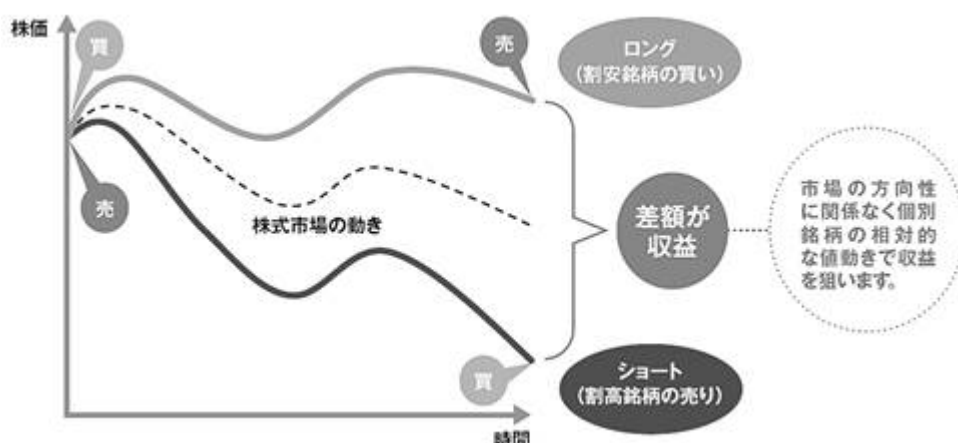 株価
買
売
ロング
(割安銘柄の買い)
売
株式市場の動き
差額が
収益
市場の方向性
に関係なく個別
銘柄の相対的
な値動きで収益
を狙います。
買
ショート
(割高銘柄の売り)
時間